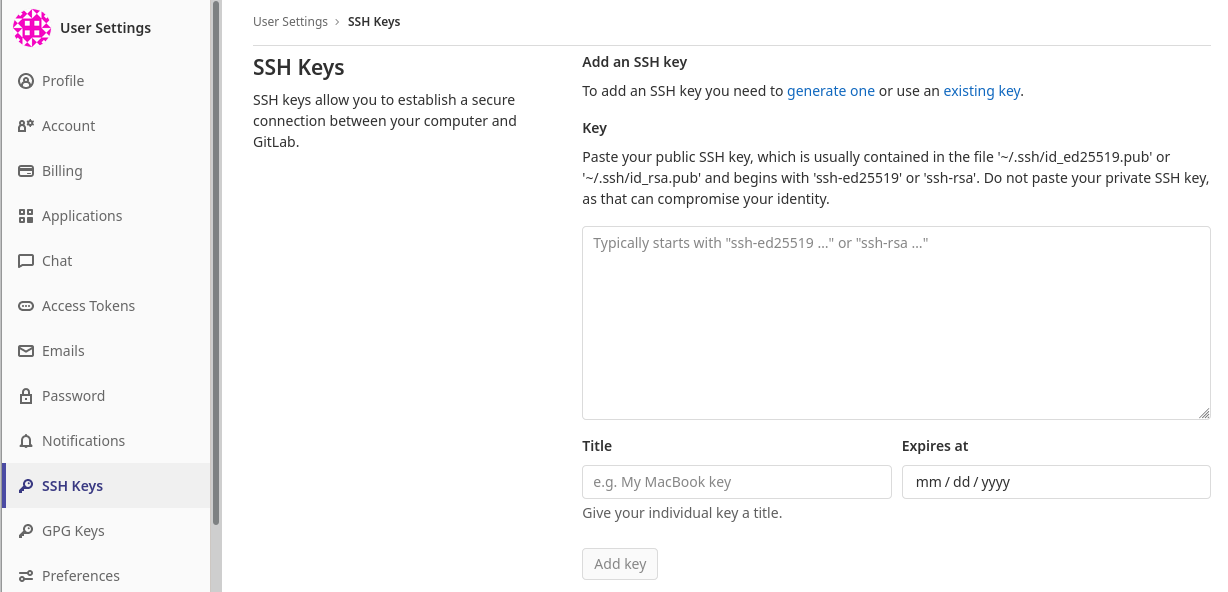 User Settings
Profile
Account
Billing
Applications
Chat
Access Tokens
Emails
Password
Notifications
SSH Keys
GPG Keys
Preferences
User Settings › SSH Keys
SSH Keys
SSH keys allow you to establish a secure
connection between your computer and
GitLab.
Add an SSH key
To add an SSH key you need to generate one or use an existing key.
Key
Paste your public SSH key, which is usually contained in the file '~/.ssh/id_ed25519.pub' or
'~/.ssh/id_rsa.pub' and begins with 'ssh-ed25519' or 'ssh-rsa'. Do not paste your private SSH key,
as that can compromise your identity.
Typically starts with "ssh-ed25519 ..." or "ssh-rsa ..."
Title
e.g. My MacBook key
Give your individual key a title.
Expires at
mm / dd / yyyy
Add key